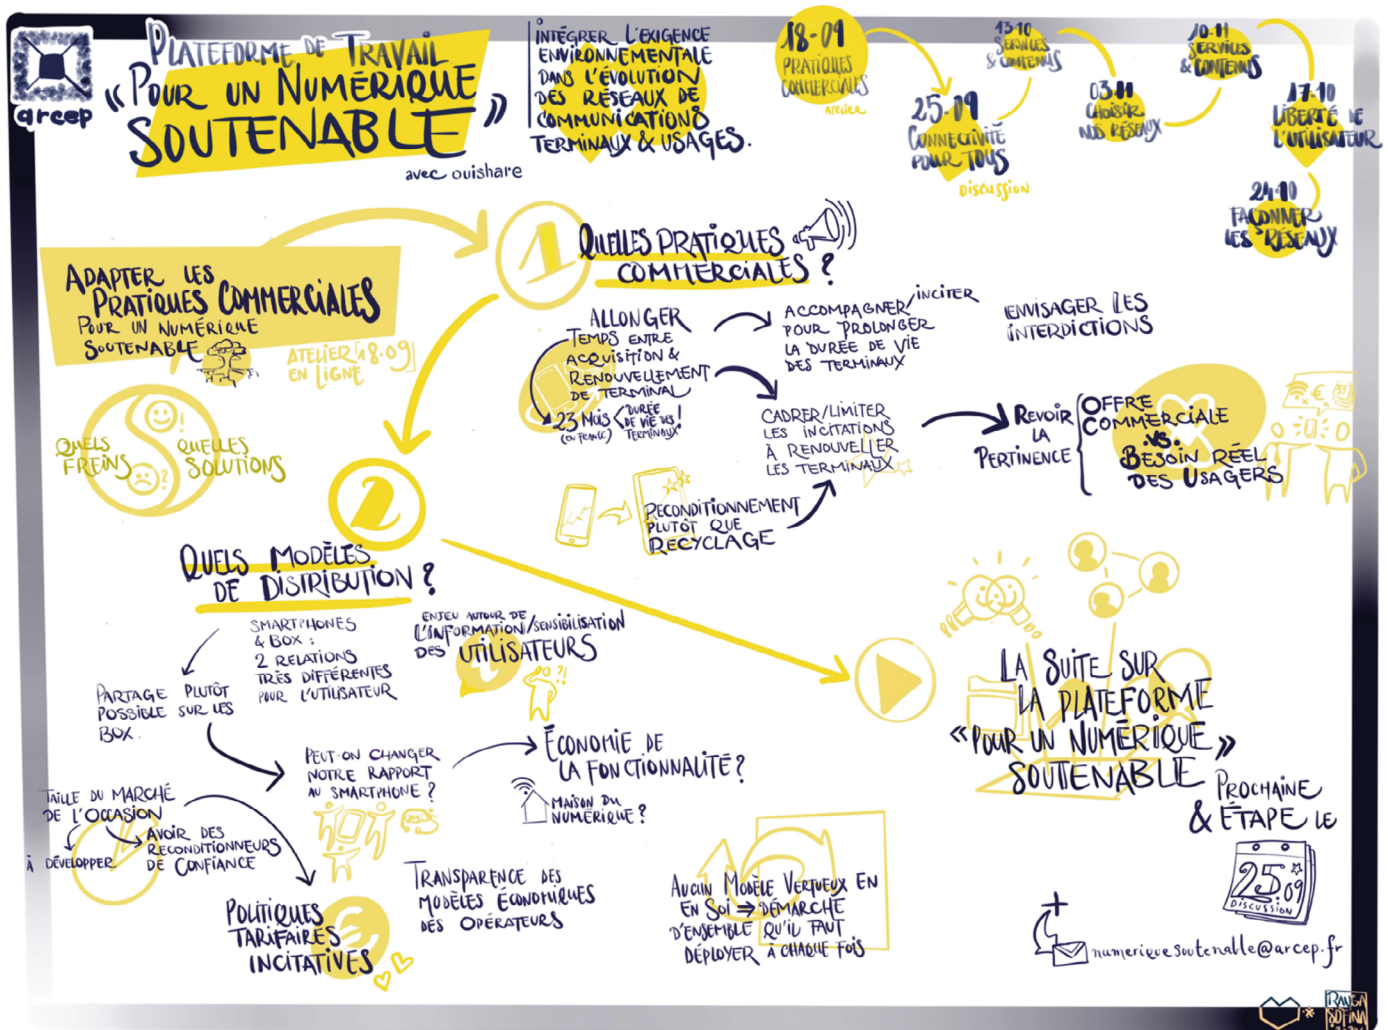 arcep
PLATEFORME DE TRAVAIL
« POUR UN NUMÉRIQUE
SOUTENABLE »
avec ouishare
INTÉGRER L'EXIGENCE
ENVIRONNEMENTALE
DANS L'ÉVOLUTION
DES RÉSEAUX DE
COMMUNICATIONS
TERMINAUX & USAGES.
18-09
PRATIQUES
COMMERCIALES
ATELIER
25-09
CONNECTIVITÉ
POUR TOUS
DISCUSSION
13-10
SERVICES
& CONTENUS
03-11
CHOISIR
NOS RÉSEAUX
10-11
SERVICES
& CONTENUS
17-10
LIBERTÉ DE
L'UTILISATEUR
24-10
FAÇONNER
LES RÉSEAUX
ADAPTER LES
PRATIQUES COMMERCIALES
POUR UN NUMÉRIQUE
SOUTENABLE
ATELIER [18-09]
EN LIGNE
QUELS
FREINS
QUELLES
SOLUTIONS
1
QUELLES PRATIQUES
COMMERCIALES ?
ALLONGER
TEMPS ENTRE
ACQUISITION &
RENOUVELLEMENT
DE TERMINAL
23 MOIS < DURÉE
DE VIE DES
TERMINAUX !
(EN FRANCE)
ACCOMPAGNER/INCITER
POUR PROLONGER
LA DURÉE DE VIE
DES TERMINAUX
ENVISAGER LES
INTERDICTIONS
CADRER/LIMITER
LES INCITATIONS
À RENOUVELLER
LES TERMINAUX
RECONDITIONNEMENT
PLUTÔT QUE
RECYCLAGE
REVOIR
LA
PERTINENCE
OFFRE
COMMERCIALE
.VS.
BESOIN RÉEL
DES USAGERS
2
QUELS MODÈLES
DE DISTRIBUTION ?
SMARTPHONES
& BOX :
2 RELATIONS
TRÈS DIFFÉRENTES
POUR L'UTILISATEUR
ENJEU AUTOUR DE
L'INFORMATION/SENSIBILISATION
DES UTILISATEURS
PARTAGE PLUTÔT
POSSIBLE SUR LES
BOX.
PEUT-ON CHANGER
NOTRE RAPPORT
AU SMARTPHONE ?
ÉCONOMIE DE
LA FONCTIONNALITÉ ?
MAISON DU
NUMÉRIQUE ?
TAILLE DU MARCHÉ
DE L'OCCASION
À DÉVELOPPER
AVOIR DES
RECONDITIONNEURS
DE CONFIANCE
POLITIQUES
TARIFAIRES
INCITATIVES
TRANSPARENCE DES
MODÈLES ÉCONOMIQUES
DES OPÉRATEURS
AUCUN MODÈLE VERTUEUX EN
EN SOI ⇒ DÉMARCHE
D'ENSEMBLE QU'IL FAUT
DÉPLOYER À CHAQUE FOIS
LA SUITE SUR
LA PLATEFORME
« POUR UN NUMÉRIQUE »
SOUTENABLE
PROCHAINE
& ÉTAPE LE
25.09
DISCUSSION
numeriquesoutenable@arcep.fr